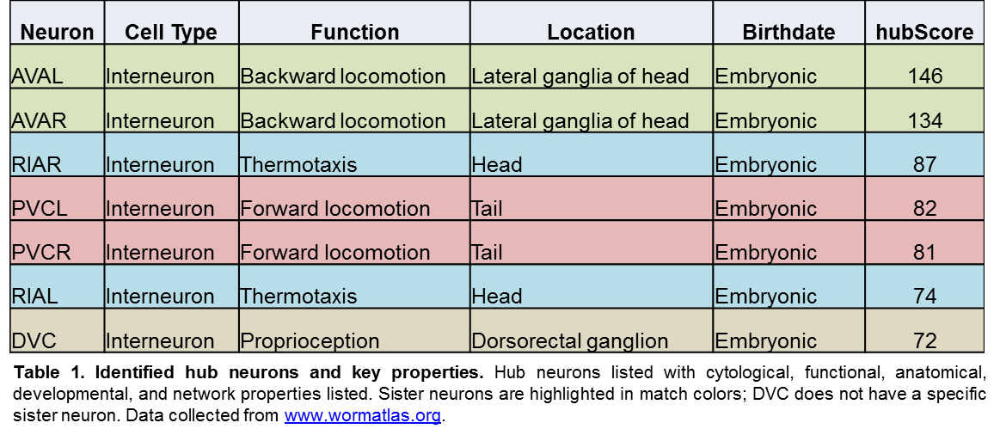 Neuron Cell Type Function Location Birthdate hubScore
AVAL Interneuron Backward locomotion Lateral ganglia of head Embryonic 146
AVAR Interneuron Backward locomotion Lateral ganglia of head Embryonic 134
RIAR Interneuron Thermotaxis Head Embryonic 87
PVCL Interneuron Forward locomotion Tail Embryonic 82
PVCR Interneuron Forward locomotion Tail Embryonic 81
RIAL Interneuron Thermotaxis Head Embryonic 74
DVC Interneuron Proprioception Dorsorectal ganglion Embryonic 72
Table 1. Identified hub neurons and key properties. Hub neurons listed with cytological, functional, anatomical,
developmental, and network properties listed. Sister neurons are highlighted in match colors; DVC does not have a specific
sister neuron. Data collected from www.wormatlas.org.